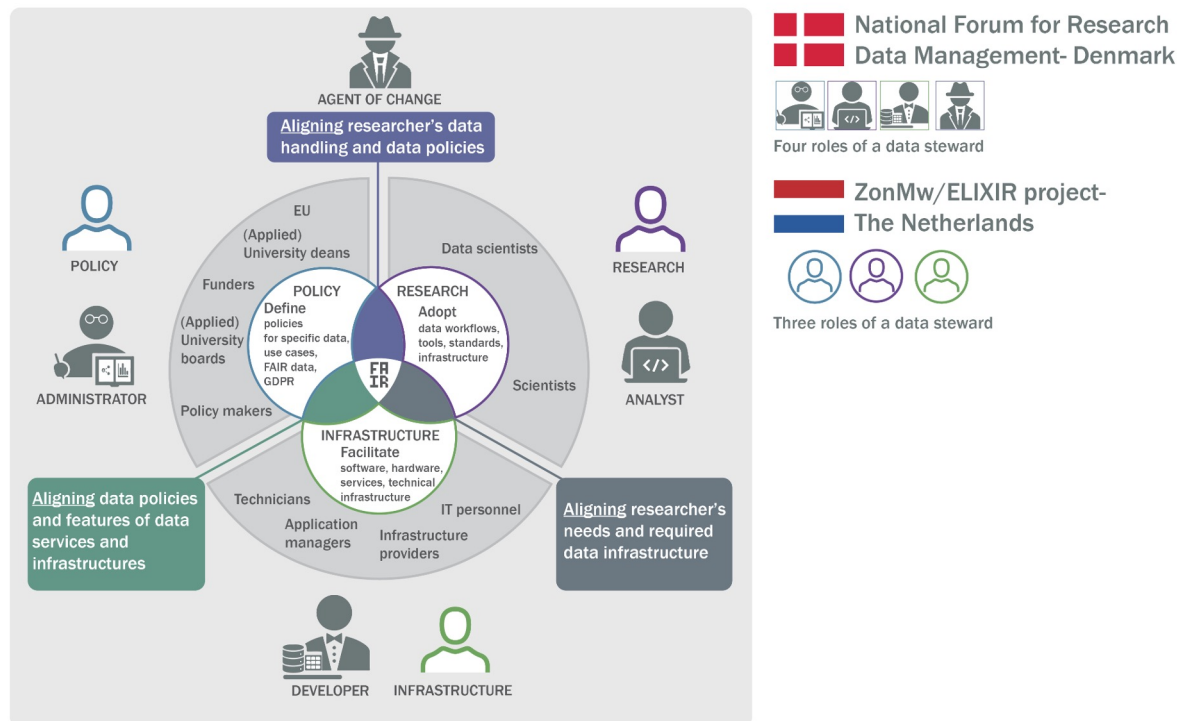 AGENT OF CHANGE
Aligning researcher's data
handling and data policies
POLICY
ADMINISTRATOR
EU
(Applied)
University deans
Funders
(Applied)
University
boards
Policy makers
POLICY
Define
policies
for specific data,
use cases,
FAIR data,
GDPR
RESEARCH
Adopt
data workflows,
tools, standards,
infrastructure
FA
IR
Data scientists
Scientists
RESEARCH
</>
ANALYST
INFRASTRUCTURE
Facilitate
software, hardware,
services, technical
infrastructure
Technicians
Application
managers
Infrastructure
providers
IT personnel
Aligning data policies
and features of data
services and
infrastructures
Aligning researcher's
needs and required
data infrastructure
DEVELOPER
INFRASTRUCTURE
National Forum for Research
Data Management- Denmark
</>
Four roles of a data steward
ZonMw/ELIXIR project-
The Netherlands
Three roles of a data steward